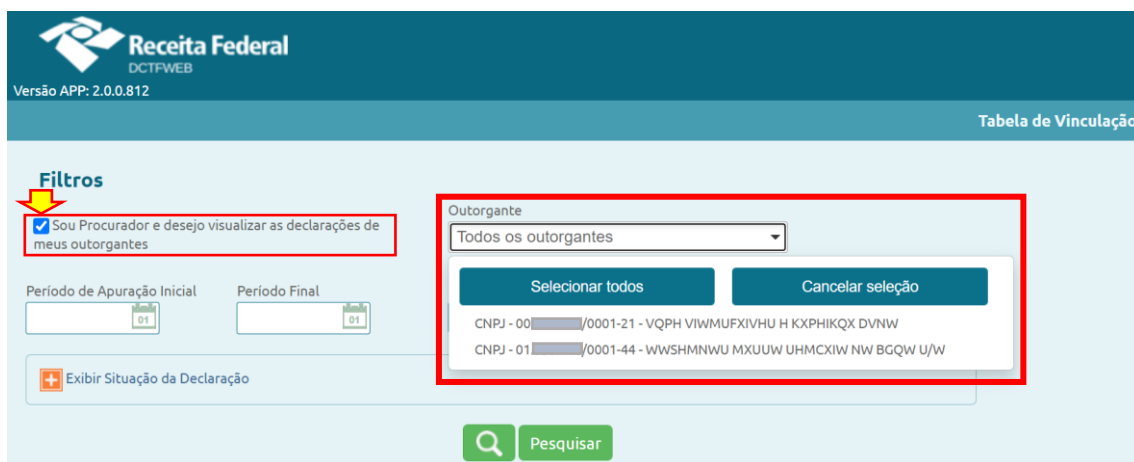 Receita Federal
DCTFWEB
Versão APP: 2.0.0.812
Tabela de Vinculação
Filtros
Sou Procurador e desejo visualizar as declarações de
meus outorgantes
Outorgante
Todos os outorgantes
Selecionar todos
Cancelar seleção
CNPJ - 00 /0001-21 - VQPH VIWMUFXIVHU H KXPHIKQX DVNW
CNPJ - 01. /0001-44 - WWSHMNWU MXUUW UHMCXIW NW BGQW U/W
Período de Apuração Inicial
Período Final
01
01
Exibir Situação da Declaração
Pesquisar